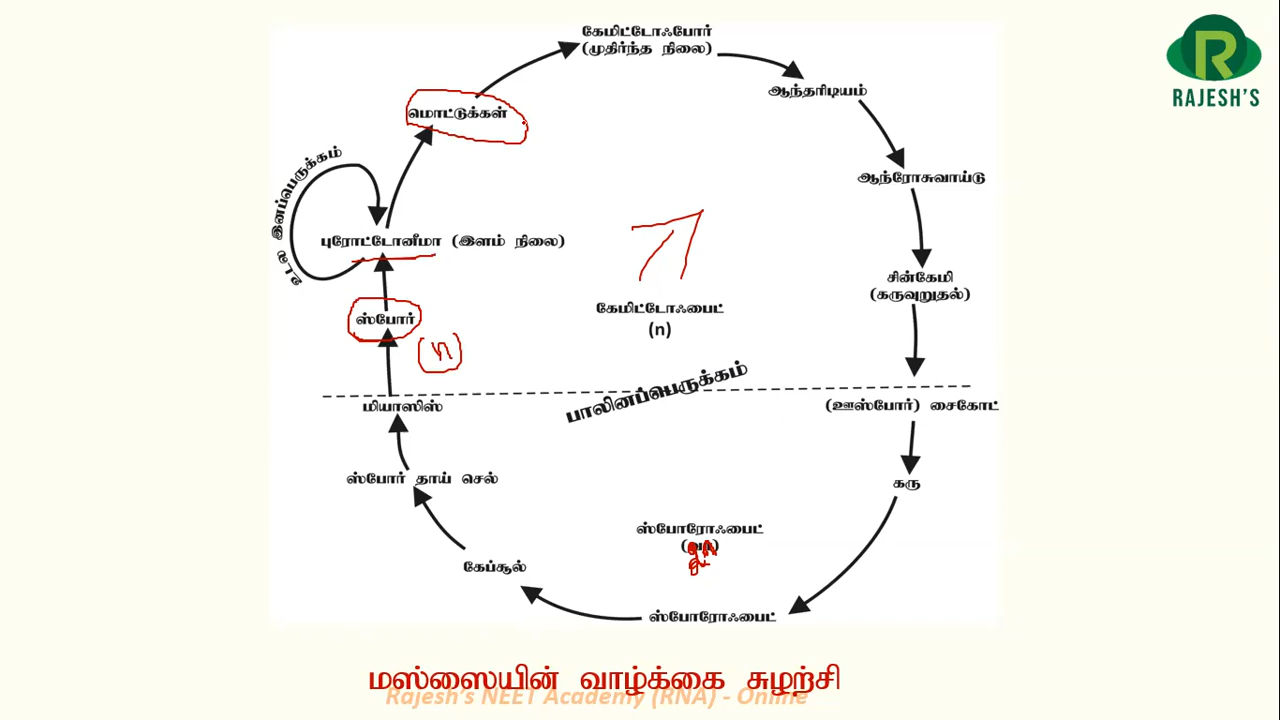 கேமிட்டோஃபோர்
(முதிர்ந்த நிலை)
ஆந்தரிடியம்
RAJESH'S
மொட்டுக்கள்
ஆந்ரோசுவாய்டு
உடல இனப்பெருக்கம்
புரோட்டோனீமா (இளம் நிலை)
சின்கேமி
(கருவுறுதல்)
ஸ்போர்
கேமிட்டோஃபைட்
(n)
(n)
பாலினப்பெருக்கம்
மியாஸிஸ்
(ஊஸ்போர்) சைகோட்
ஸ்போர் தாய் செல்
கரு
ஸ்போரோஃபைட்
2n
கேப்சூல்
ஸ்போரோஃபைட்
மஸ்ஸையின் வாழ்க்கை சுழற்சி
Rajesh's NEET Academy (RNA) - Online